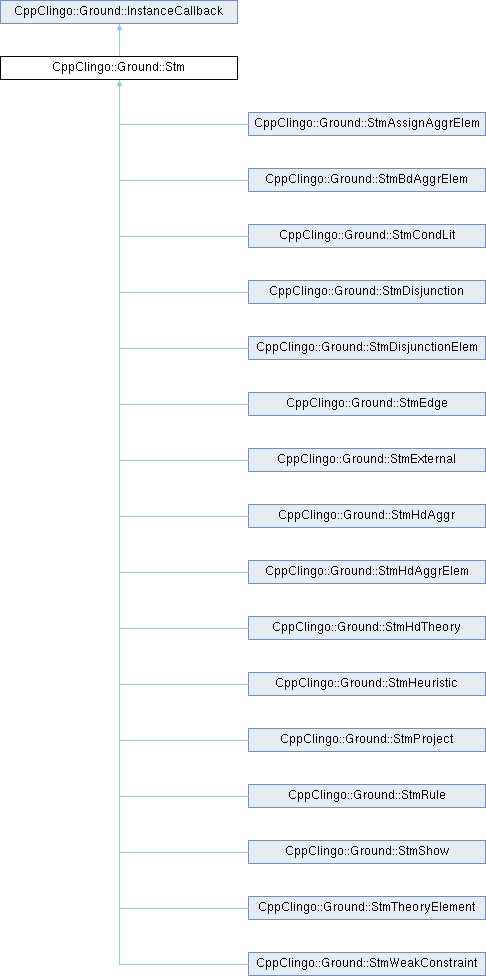 CppClingo::Ground::InstanceCallback
CppClingo::Ground::Stm
CppClingo::Ground::StmAssignAggrElem
CppClingo::Ground::StmBdAggrElem
CppClingo::Ground::StmCondLit
CppClingo::Ground::StmDisjunction
CppClingo::Ground::StmDisjunctionElem
CppClingo::Ground::StmEdge
CppClingo::Ground::StmExternal
CppClingo::Ground::StmHdAggr
CppClingo::Ground::StmHdAggrElem
CppClingo::Ground::StmHdTheory
CppClingo::Ground::StmHeuristic
CppClingo::Ground::StmProject
CppClingo::Ground::StmRule
CppClingo::Ground::StmShow
CppClingo::Ground::StmTheoryElement
CppClingo::Ground::StmWeakConstraint